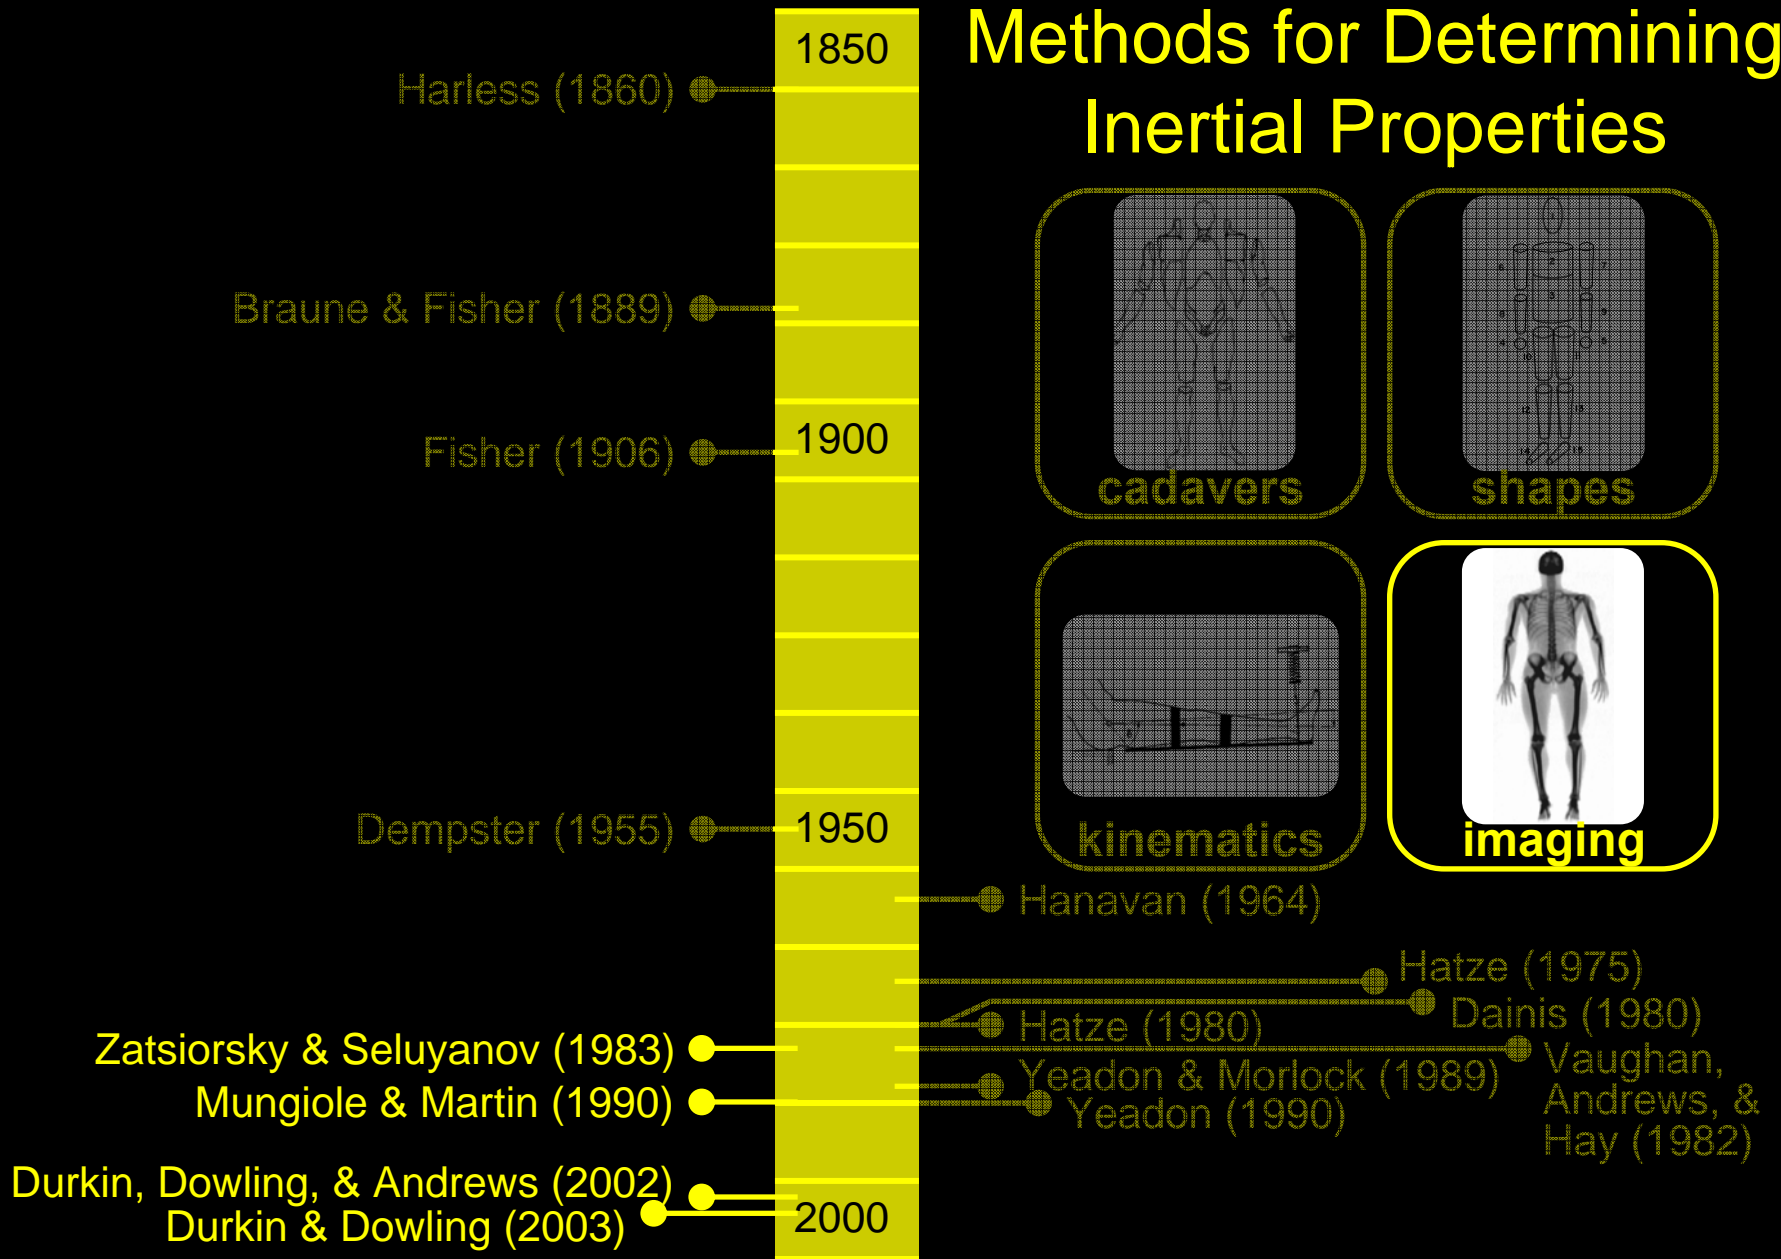 Methods for Determining
Inertial Properties
1850
Harless (1860)
Braune & Fisher (1889)
1900
Fisher (1906)
cadavers
shapes
kinematics
imaging
1950
Dempster (1955)
Hanavan (1964)
Hatze (1975)
Dainis (1980)
Hatze (1980)
Zatsiorsky & Seluyanov (1983)
Vaughan,
Andrews, &
Hay (1982)
Yeadon & Morlock (1989)
Mungiole & Martin (1990)
Yeadon (1990)
Durkin, Dowling, & Andrews (2002)
Durkin & Dowling (2003)
2000